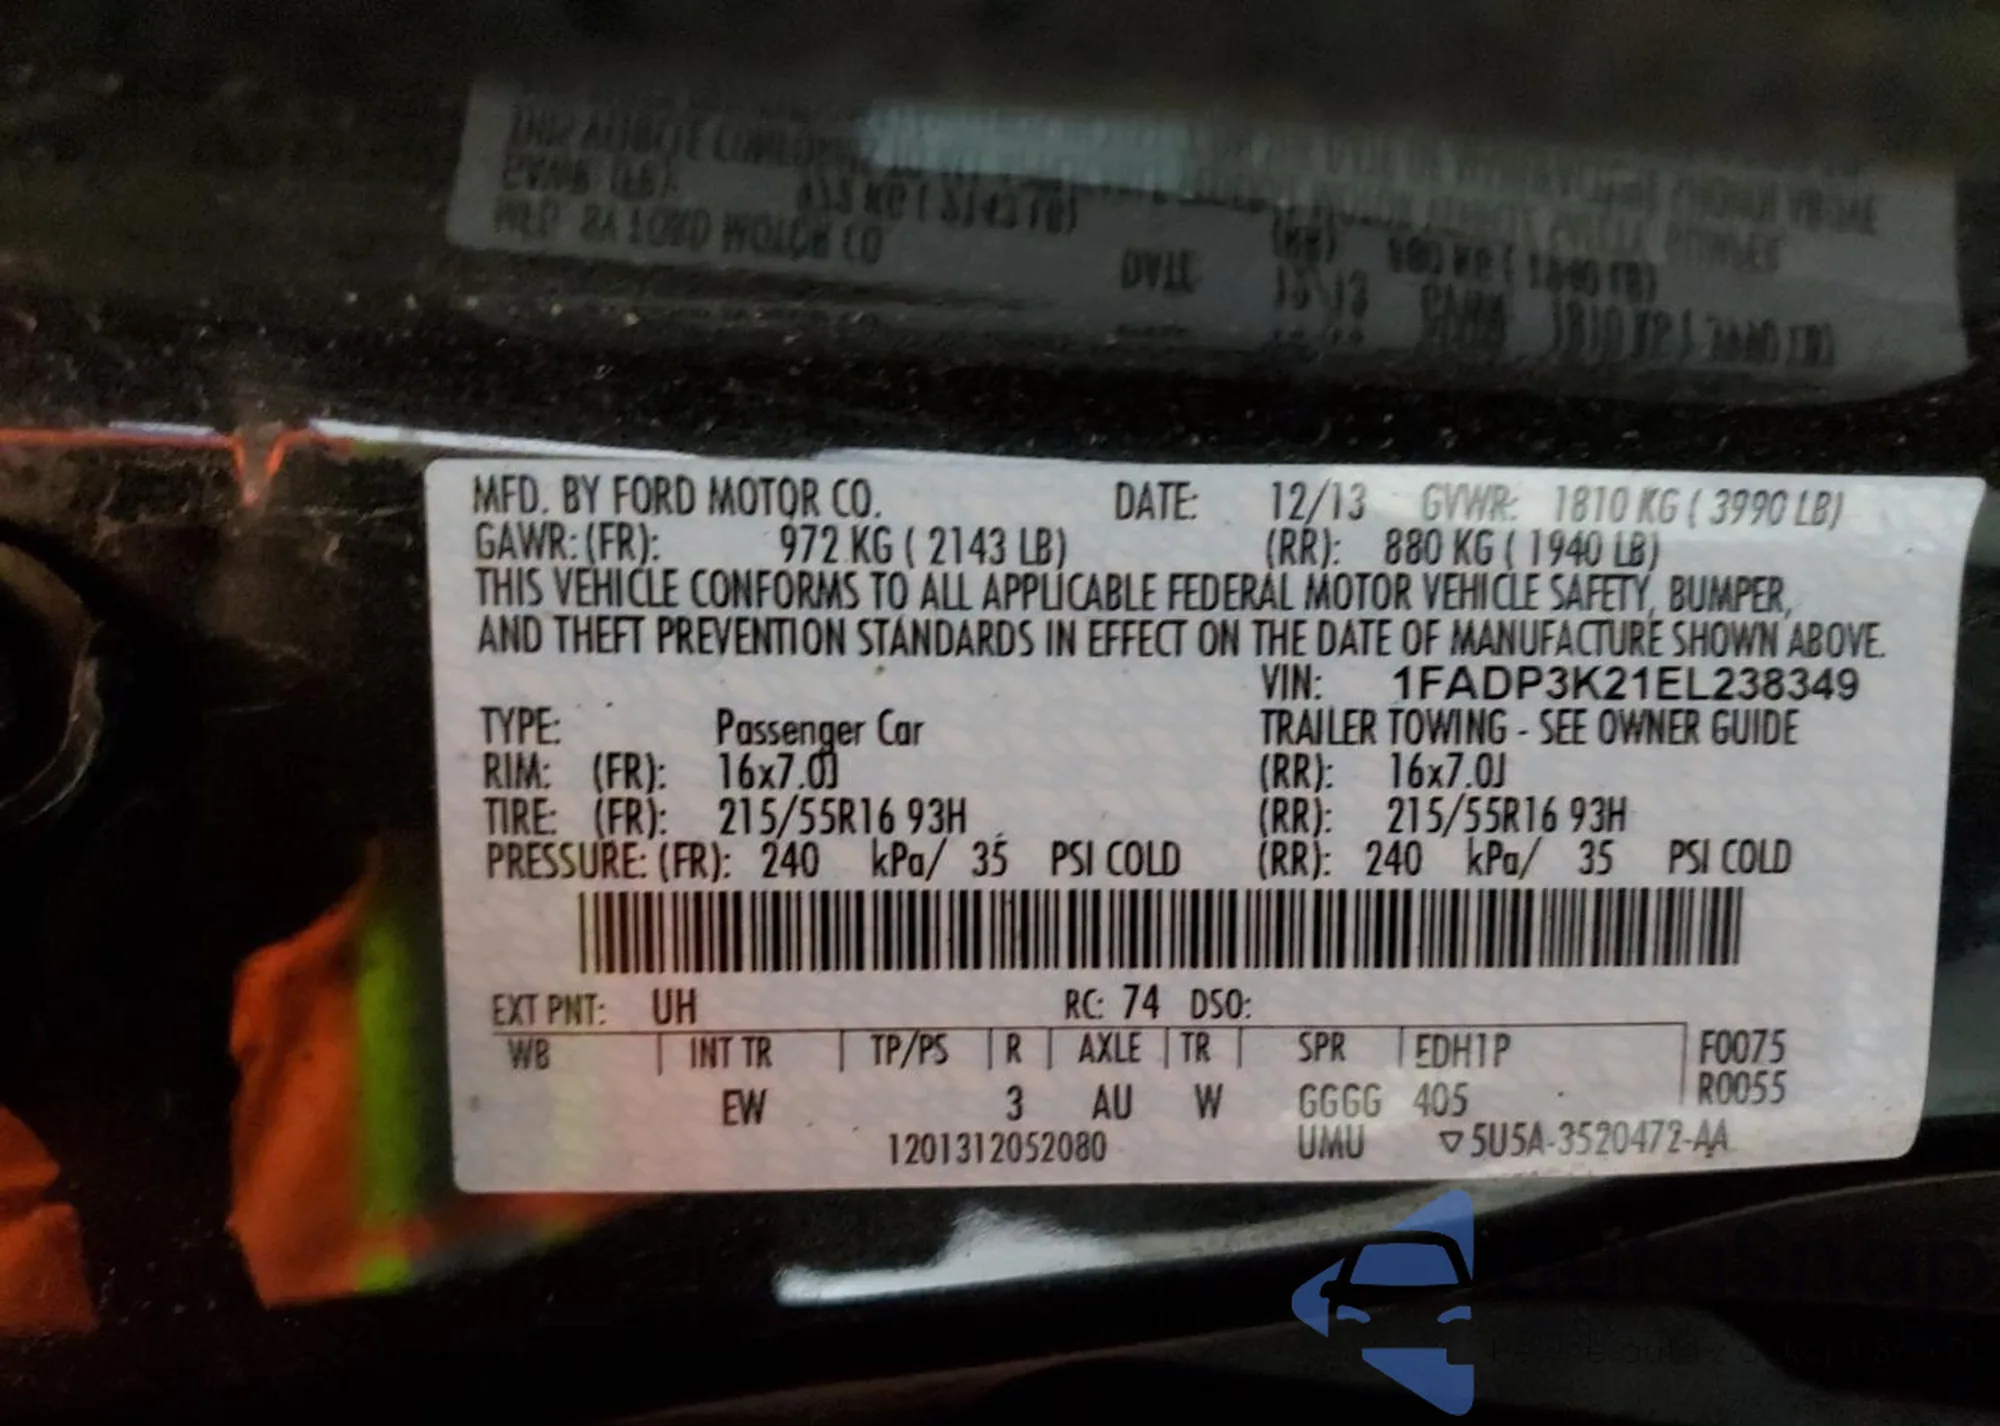 MFD. BY FORD MOTOR CO. DATE: 12/13 GVWR: 1810 KG ( 3990 LB)
GAWR: (FR): 972 KG ( 2143 LB) (RR): 880 KG ( 1940 LB)
THIS VEHICLE CONFORMS TO ALL APPLICABLE FEDERAL MOTOR VEHICLE SAFETY, BUMPER,
AND THEFT PREVENTION STANDARDS IN EFFECT ON THE DATE OF MANUFACTURE SHOWN ABOVE.
VIN: 1FADP3K21EL238349
TYPE: Passenger Car TRAILER TOWING - SEE OWNER GUIDE
RIM: (FR): 16x7.0J (RR): 16x7.0J
TIRE: (FR): 215/55R16 93H (RR): 215/55R16 93H
PRESSURE: (FR): 240 kPa/ 35 PSI COLD (RR): 240 kPa/ 35 PSI COLD
EXT PNT: UH RC: 74 DSO:
WB | INT TR | TP/PS | R | AXLE | TR | SPR | EDH1P F0075
EW 3 AU W GGGG 405 R0055
1201312052080 UMU ▽5U5A-3520472-AA